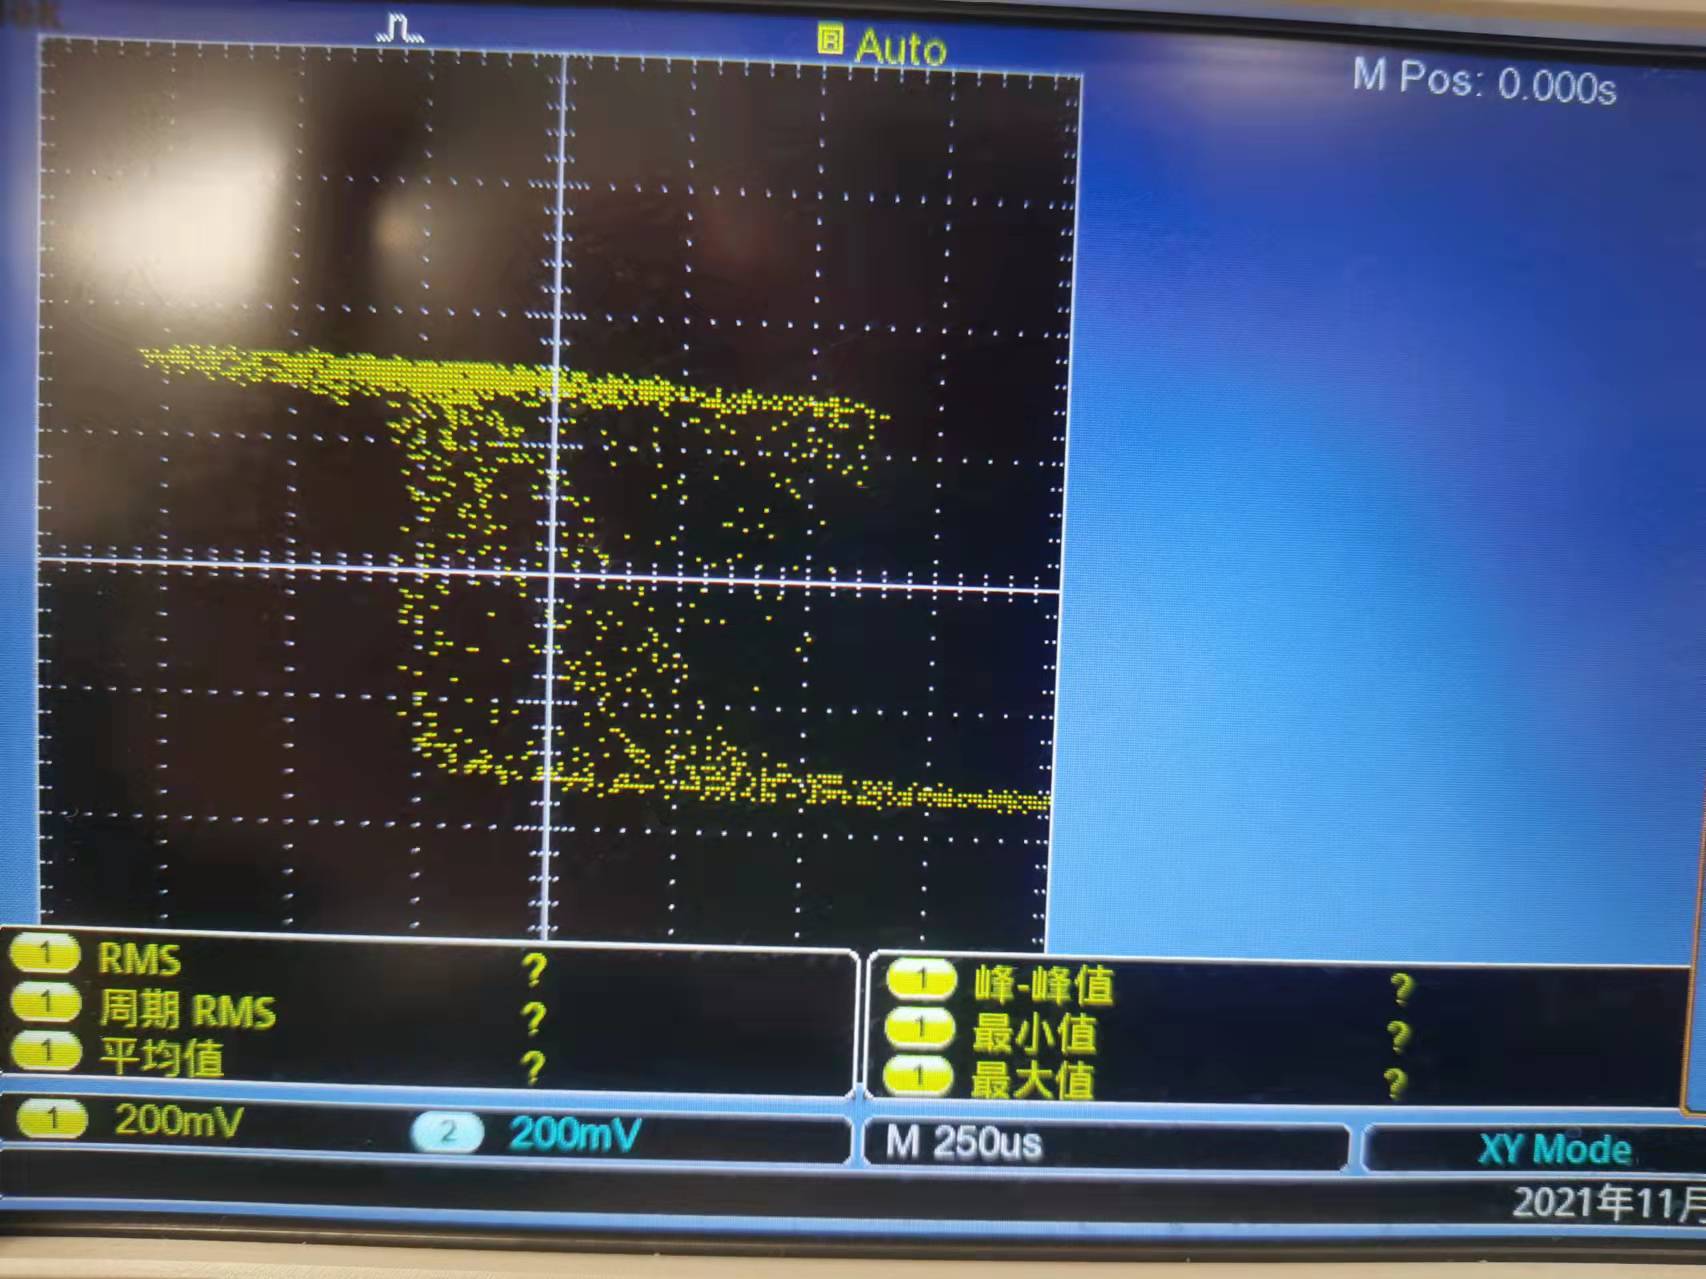 R Auto
M Pos: 0.000s
1 RMS ?
1 周期 RMS ?
1 平均值 ?
1 峰-峰值 ?
1 最小值 ?
1 最大值 ?
1 200mV 2 200mV M 250us XY Mode
2021年11月